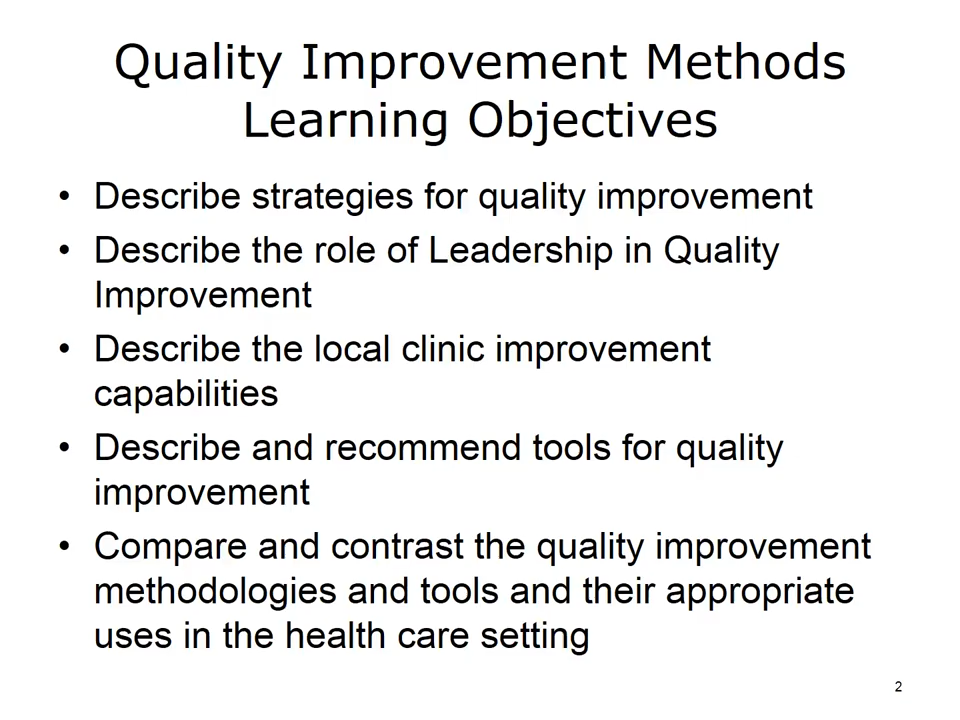 Quality Improvement Methods
Learning Objectives
• Describe strategies for quality improvement
• Describe the role of Leadership in Quality
Improvement
• Describe the local clinic improvement
capabilities
• Describe and recommend tools for quality
improvement
• Compare and contrast the quality improvement
methodologies and tools and their appropriate
uses in the health care setting
2